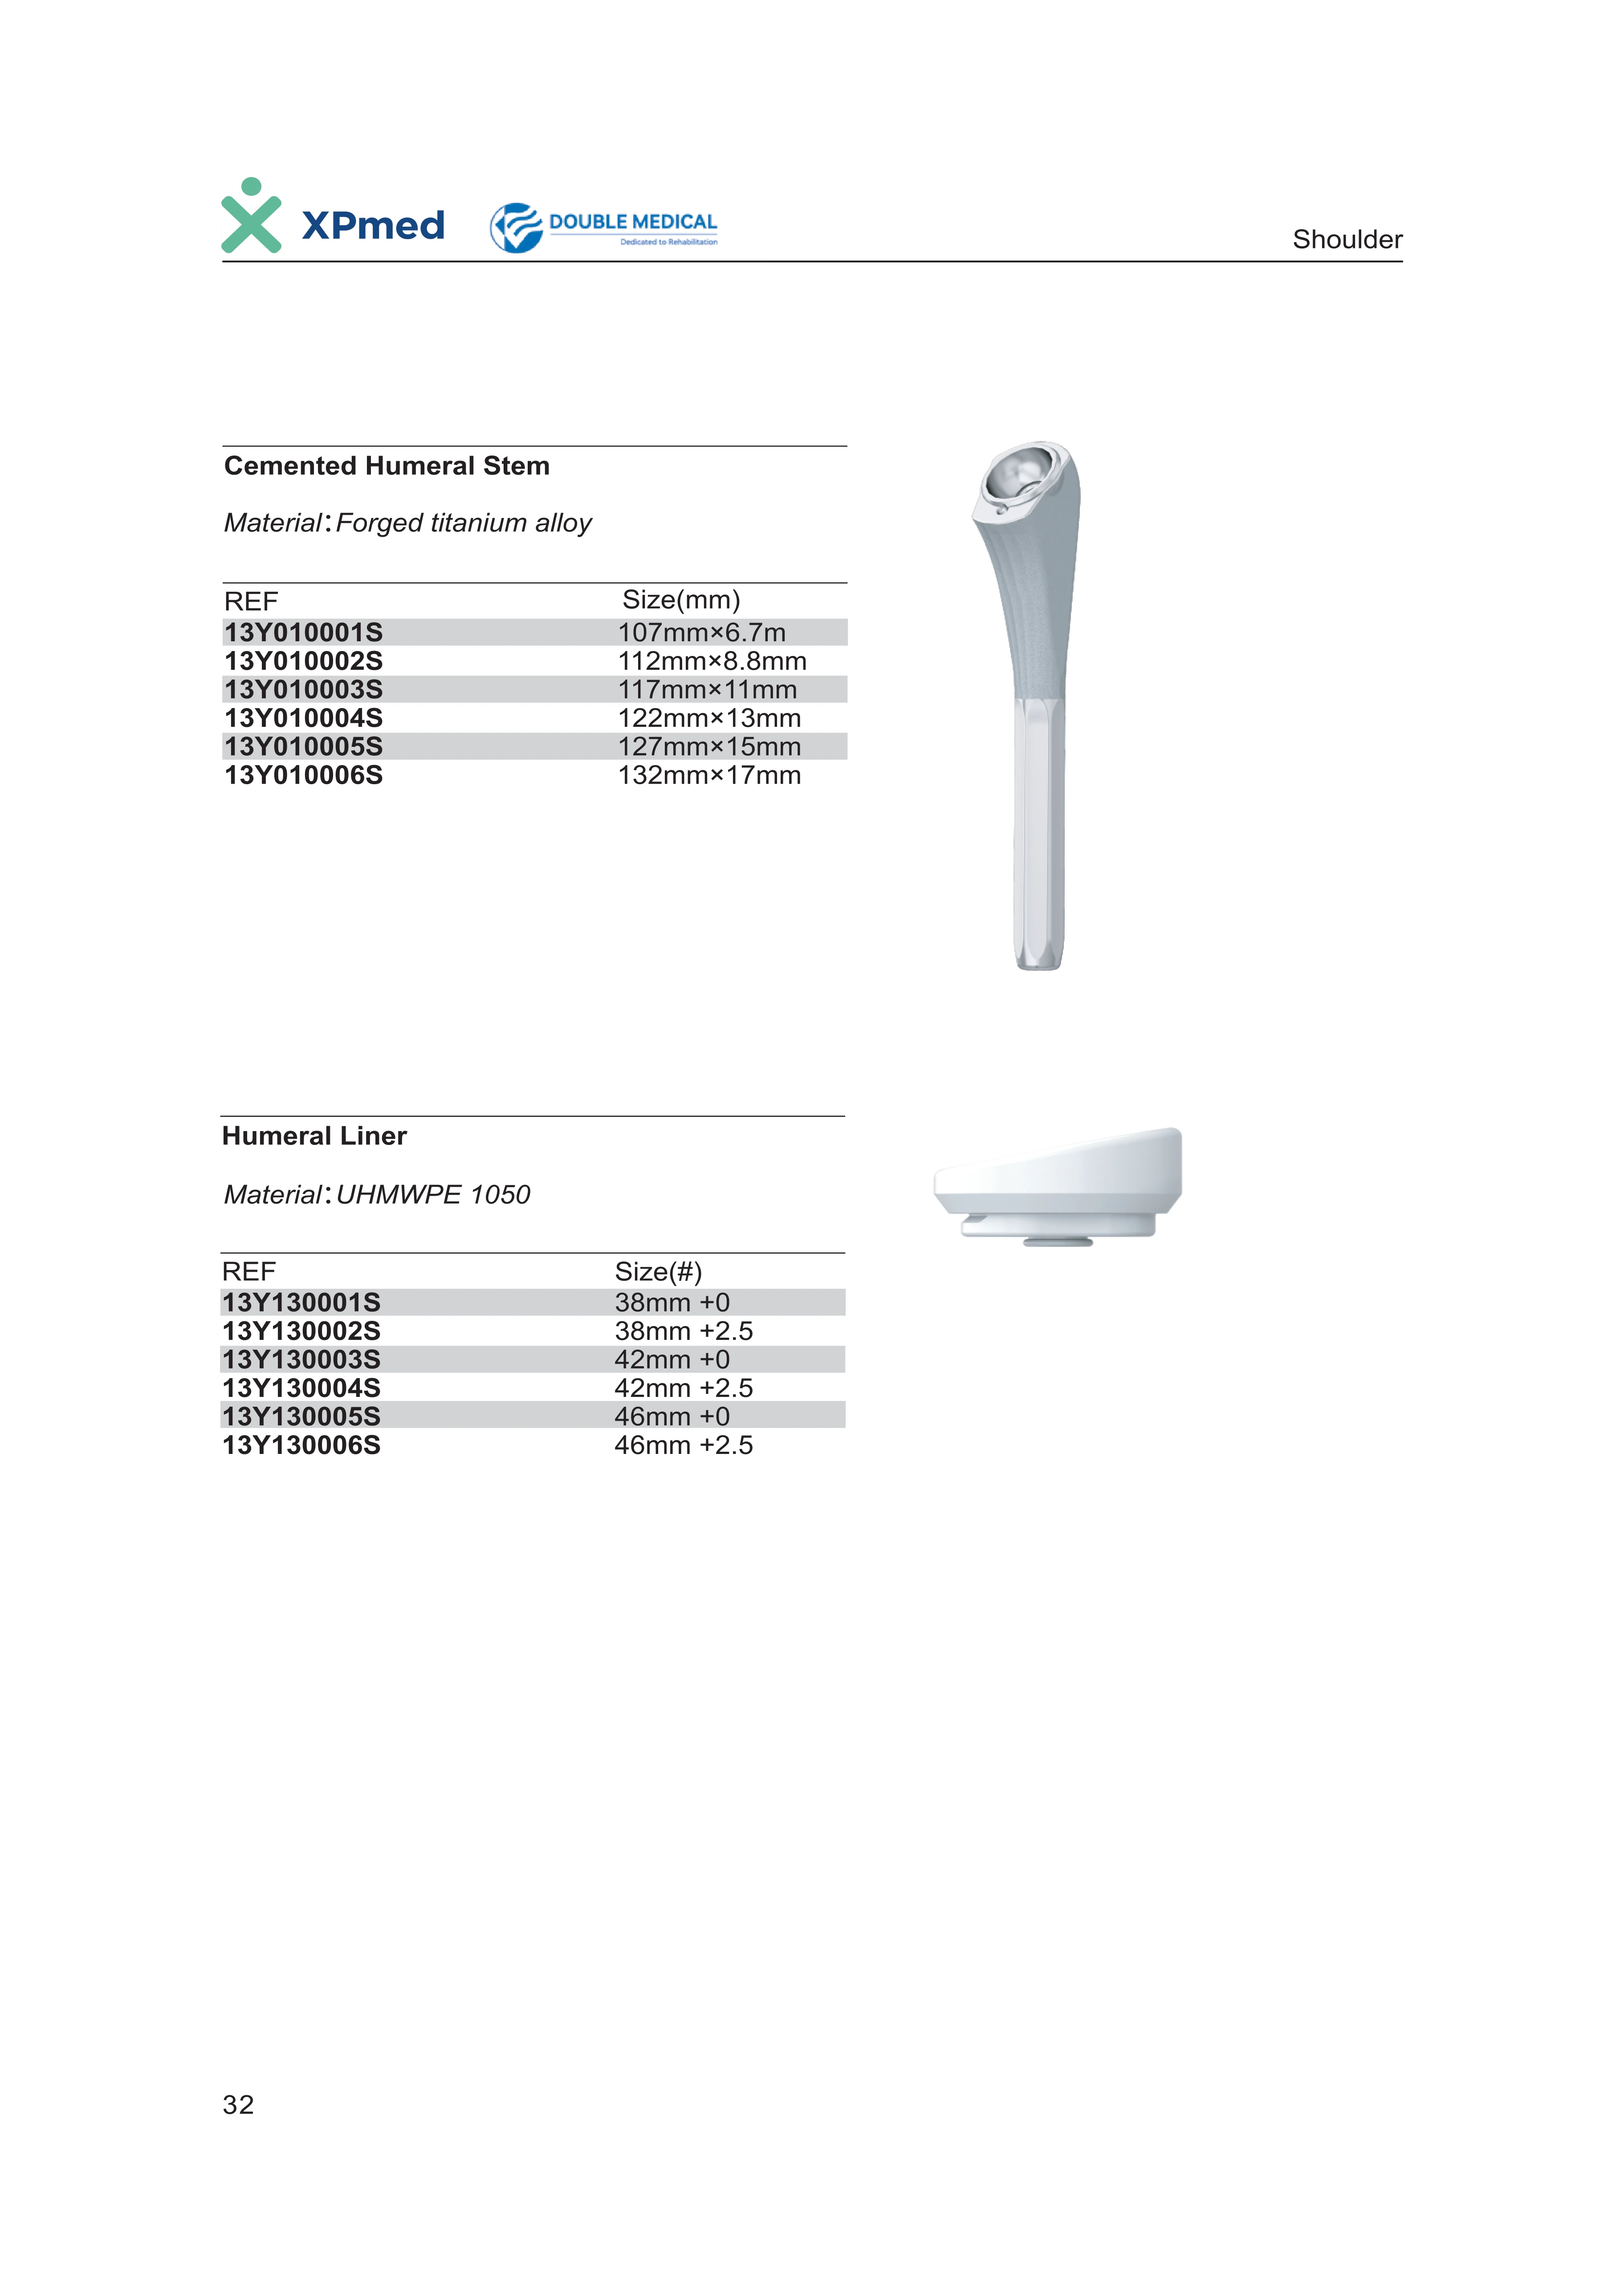 XPmed
DOUBLE MEDICAL
Dedicated to Rehabilitation
Shoulder
Cemented Humeral Stem
Material：Forged titanium alloy
REF Size(mm)
13Y010001S 107mm×6.7m
13Y010002S 112mm×8.8mm
13Y010003S 117mm×11mm
13Y010004S 122mm×13mm
13Y010005S 127mm×15mm
13Y010006S 132mm×17mm
Humeral Liner
Material：UHMWPE 1050
REF Size(#)
13Y130001S 38mm +0
13Y130002S 38mm +2.5
13Y130003S 42mm +0
13Y130004S 42mm +2.5
13Y130005S 46mm +0
13Y130006S 46mm +2.5
32